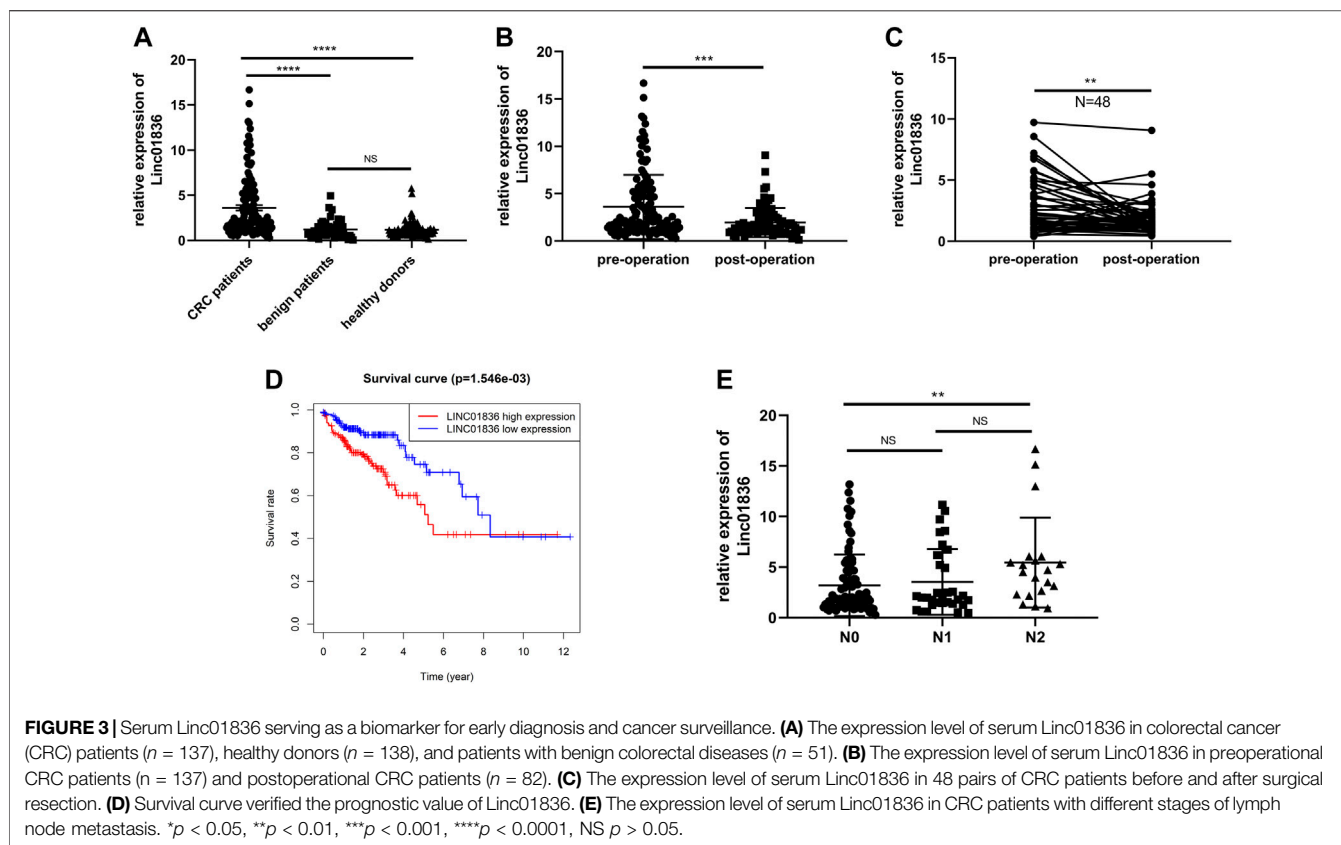 A
relative expression of
Linc01836
20
15
10
5
0
****
****
NS
CRC patients
benign patients
healthy donors
B
relative expression of
Linc01836
20
15
10
5
0
***
pre-operation
post-operation
C
relative expression of
Linc01836
15
10
5
0
**
N=48
pre-operation
post-operation
D
Survival curve (p=1.546e-03)
LINC01836 high expression
LINC01836 low expression
Survival rate
1.0
0.8
0.6
0.4
0.2
0.0
0 2 4 6 8 10 12
Time (year)
E
relative expression of
Linc01836
20
15
10
5
0
**
NS
NS
N0
N1
N2
FIGURE 3 | Serum Linc01836 serving as a biomarker for early diagnosis and cancer surveillance. (A) The expression level of serum Linc01836 in colorectal cancer
(CRC) patients (n = 137), healthy donors (n = 138), and patients with benign colorectal diseases (n = 51). (B) The expression level of serum Linc01836 in preoperational
CRC patients (n = 137) and postoperational CRC patients (n = 82). (C) The expression level of serum Linc01836 in 48 pairs of CRC patients before and after surgical
resection. (D) Survival curve verified the prognostic value of Linc01836. (E) The expression level of serum Linc01836 in CRC patients with different stages of lymph
node metastasis. *p < 0.05, **p < 0.01, ***p < 0.001, ****p < 0.0001, NS p > 0.05.